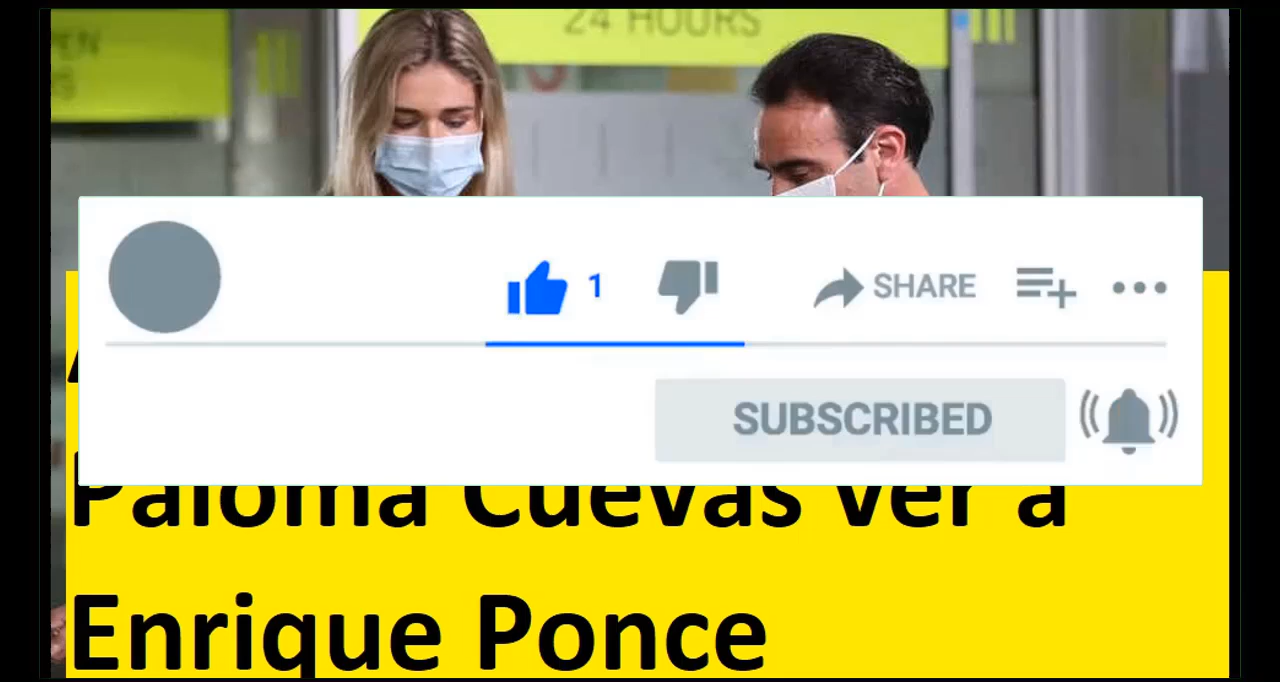 24 HOURS
1
SHARE
SUBSCRIBED
Paloma Cuevas ver a
Enrique Ponce